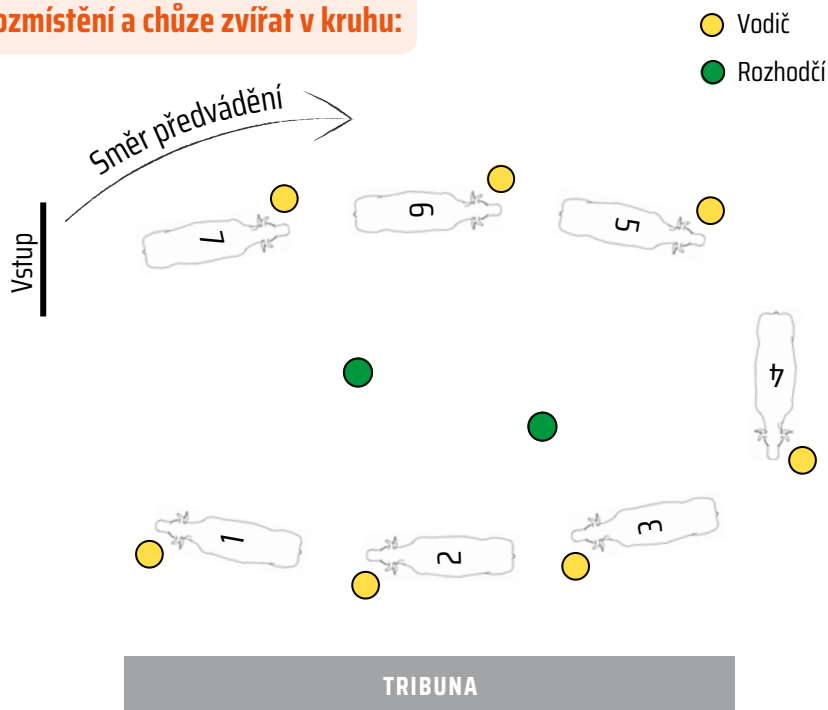 ozmístění a chůze zvířat v kruhu:
Vodič
Rozhodčí
Směr předvádění
Vstup
7
6
5
4
1
2
3
TRIBUNA